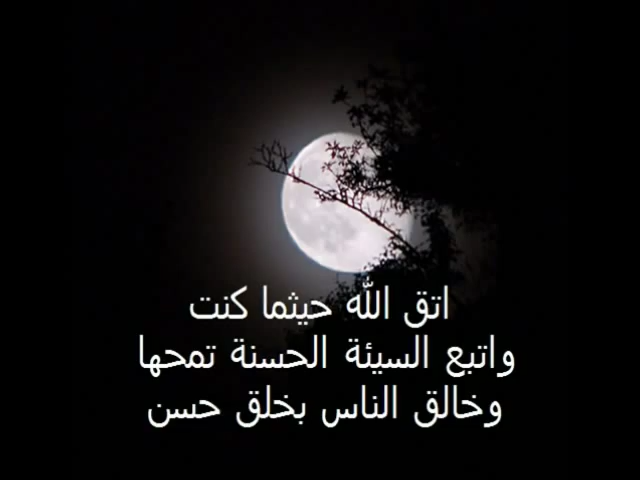 اتق الله حيثما كنت
واتبع السيئة الحسنة تمحها
وخالق الناس بخلق حسن